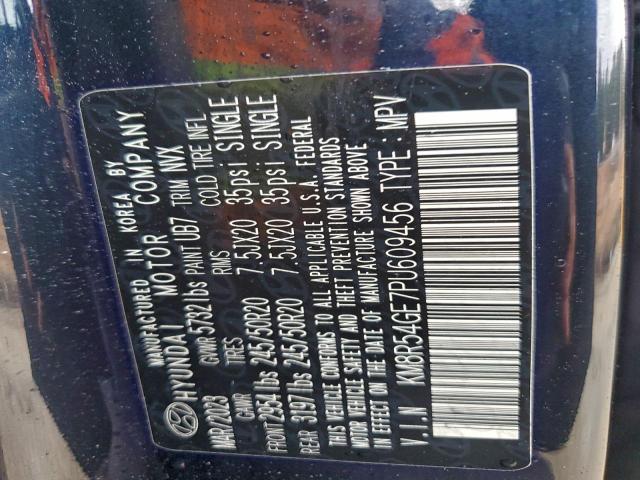 MANUFACTURED IN KOREA BY
HYUNDAI MOTOR COMPANY
MAR/2023 GMVR 5732 lbs PAINT UB7 TRIM NVX
GAWR TIRES RIMS COLD TIRE INFL
FRONT 2954 lbs 245/50R20 7.5JX20 35psi SINGLE
REAR 3197 lbs 245/50R20 7.5JX20 35psi SINGLE
THIS VEHICLE CONFORMS TO ALL APPLICABLE U.S.A. FEDERAL
MOTOR VEHICLE SAFETY AND THEFT PREVENTION STANDARDS
IN EFFECT ON THE DATE OF MANUFACTURE SHOWN ABOVE
V.I.N : KM8R54GE7PU609456 TYPE : MPV